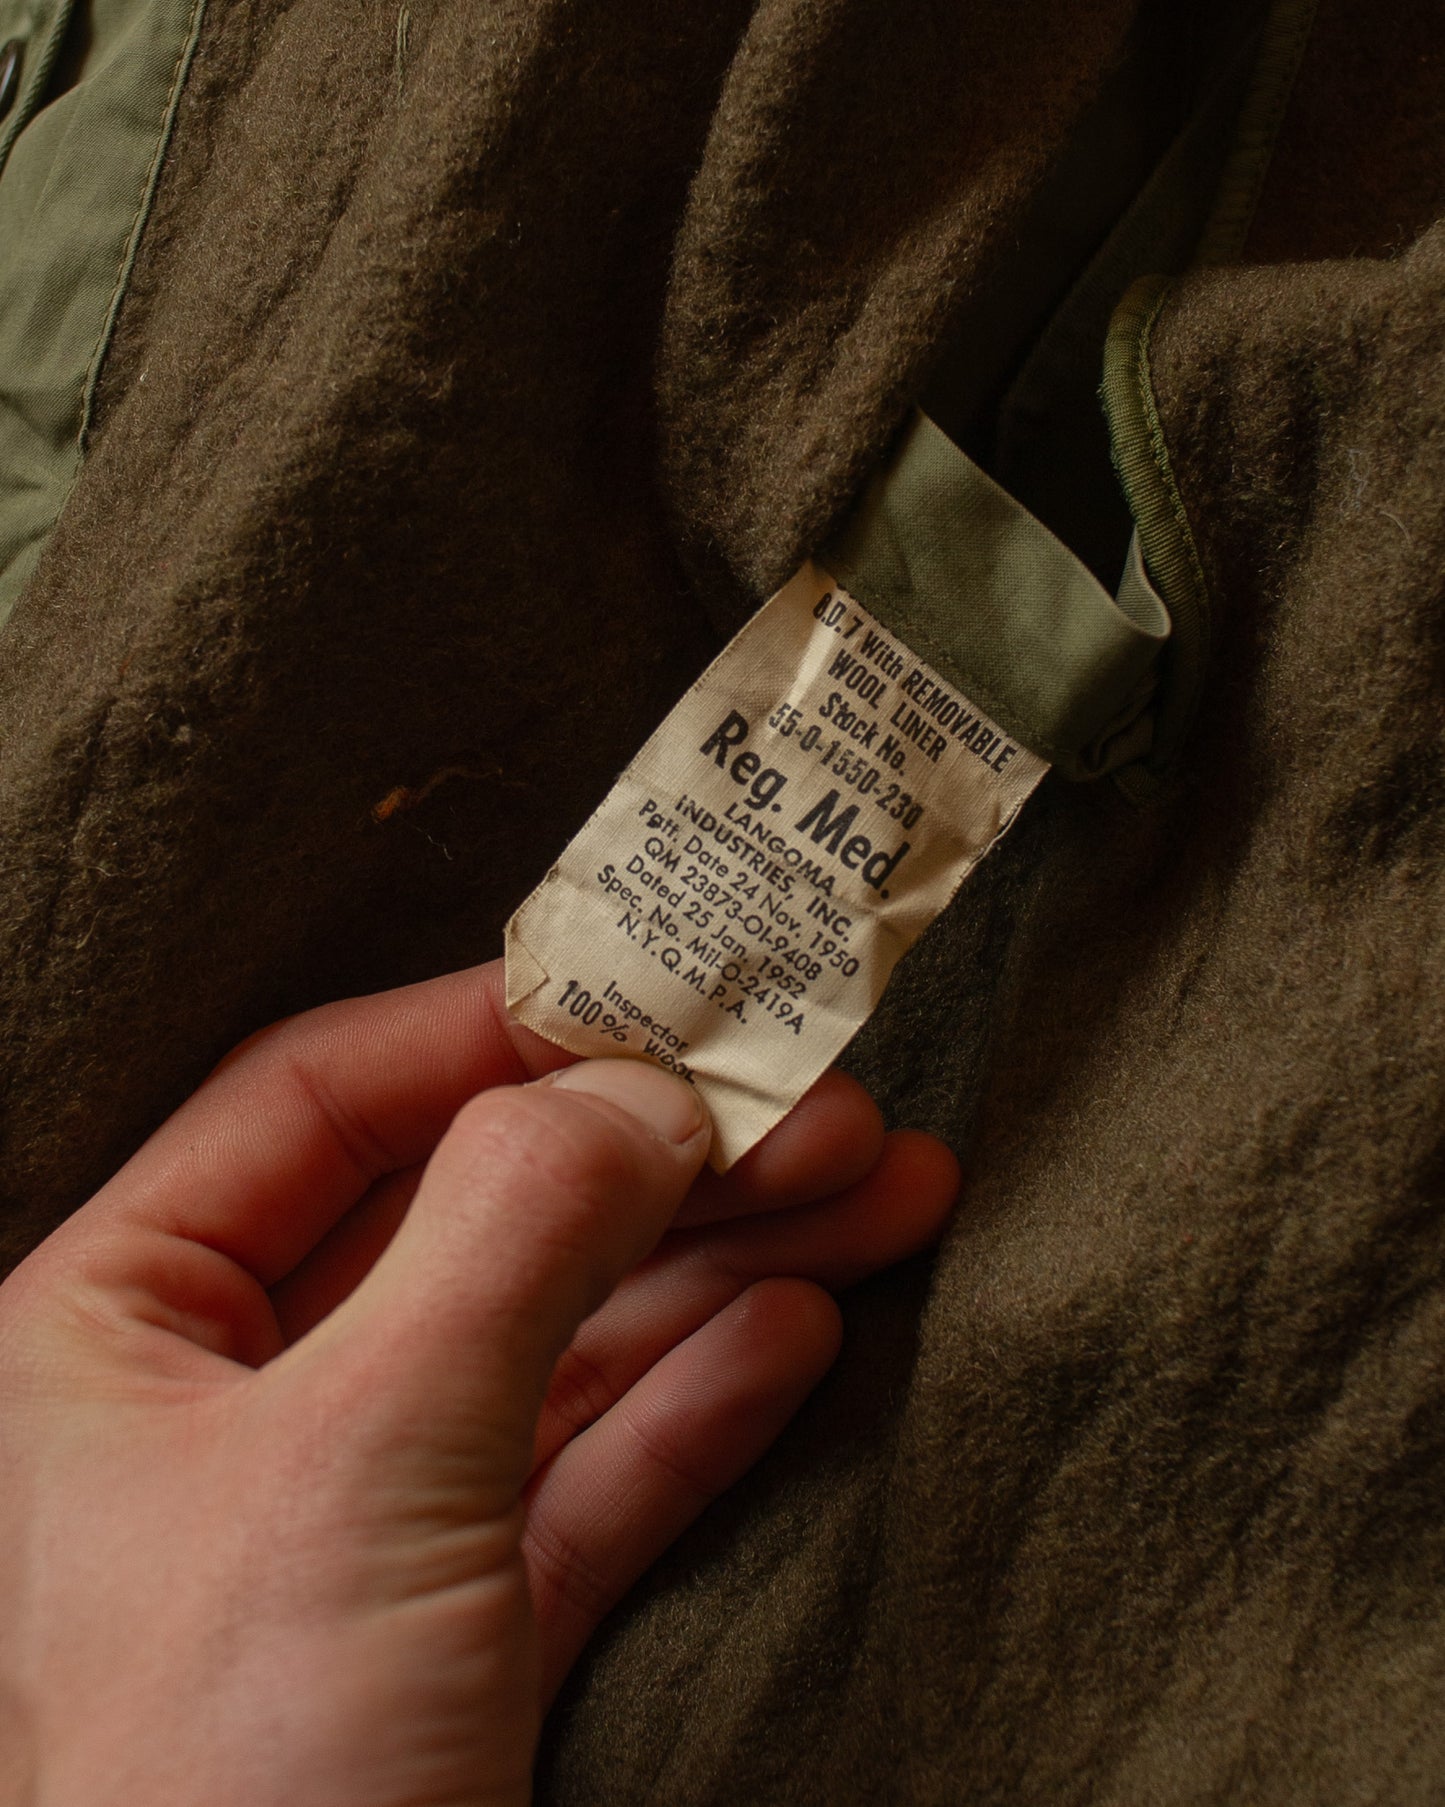 O.D. 7 With REMOVABLE
WOOL LINER
Stock No.
55-O-1550-230
Reg. Med.
LANGOMA
INDUSTRIES, INC.
Patt. Date 24 Nov. 1950
QM 23873-OI-9408
Dated 25 Jan. 1952
Spec. No. Mil-O-2419A
N.Y.Q.M.P.A.
Inspector
100% WOOL